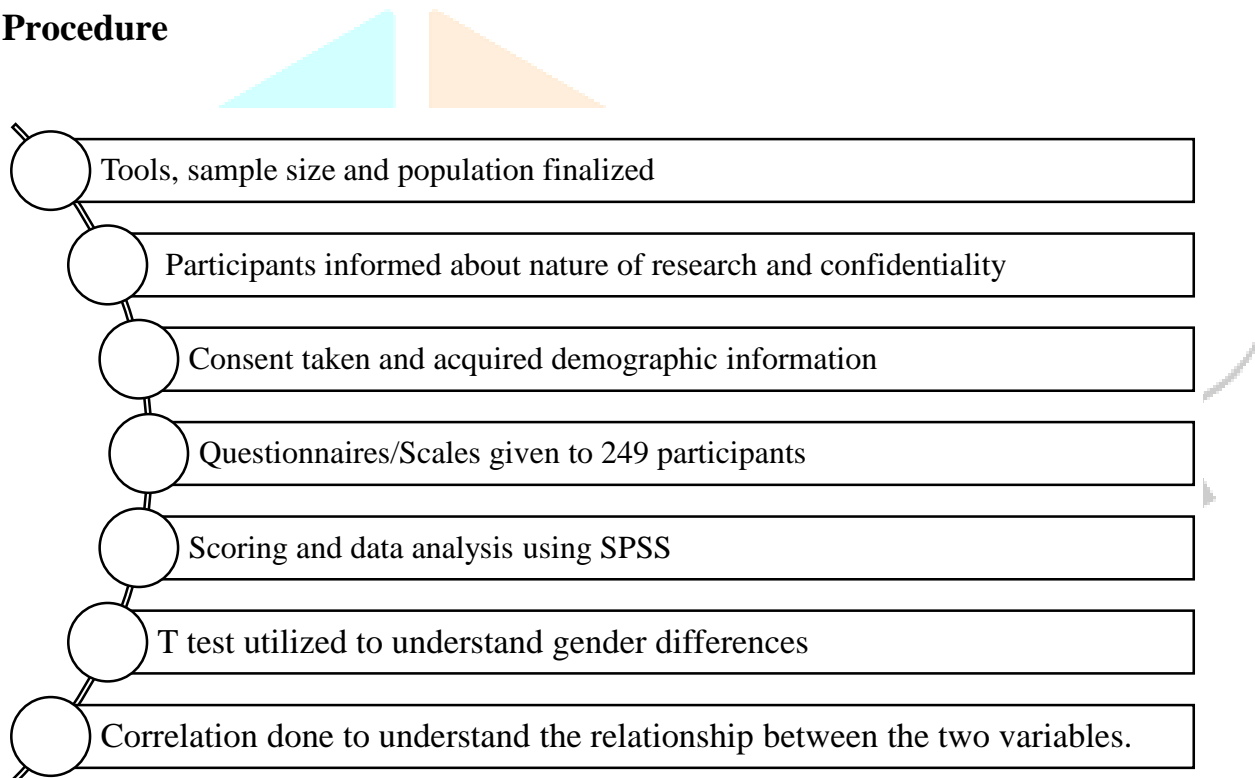 Procedure
Tools, sample size and population finalized
Participants informed about nature of research and confidentiality
Consent taken and acquired demographic information
Questionnaires/Scales given to 249 participants
Scoring and data analysis using SPSS
T test utilized to understand gender differences
Correlation done to understand the relationship between the two variables.